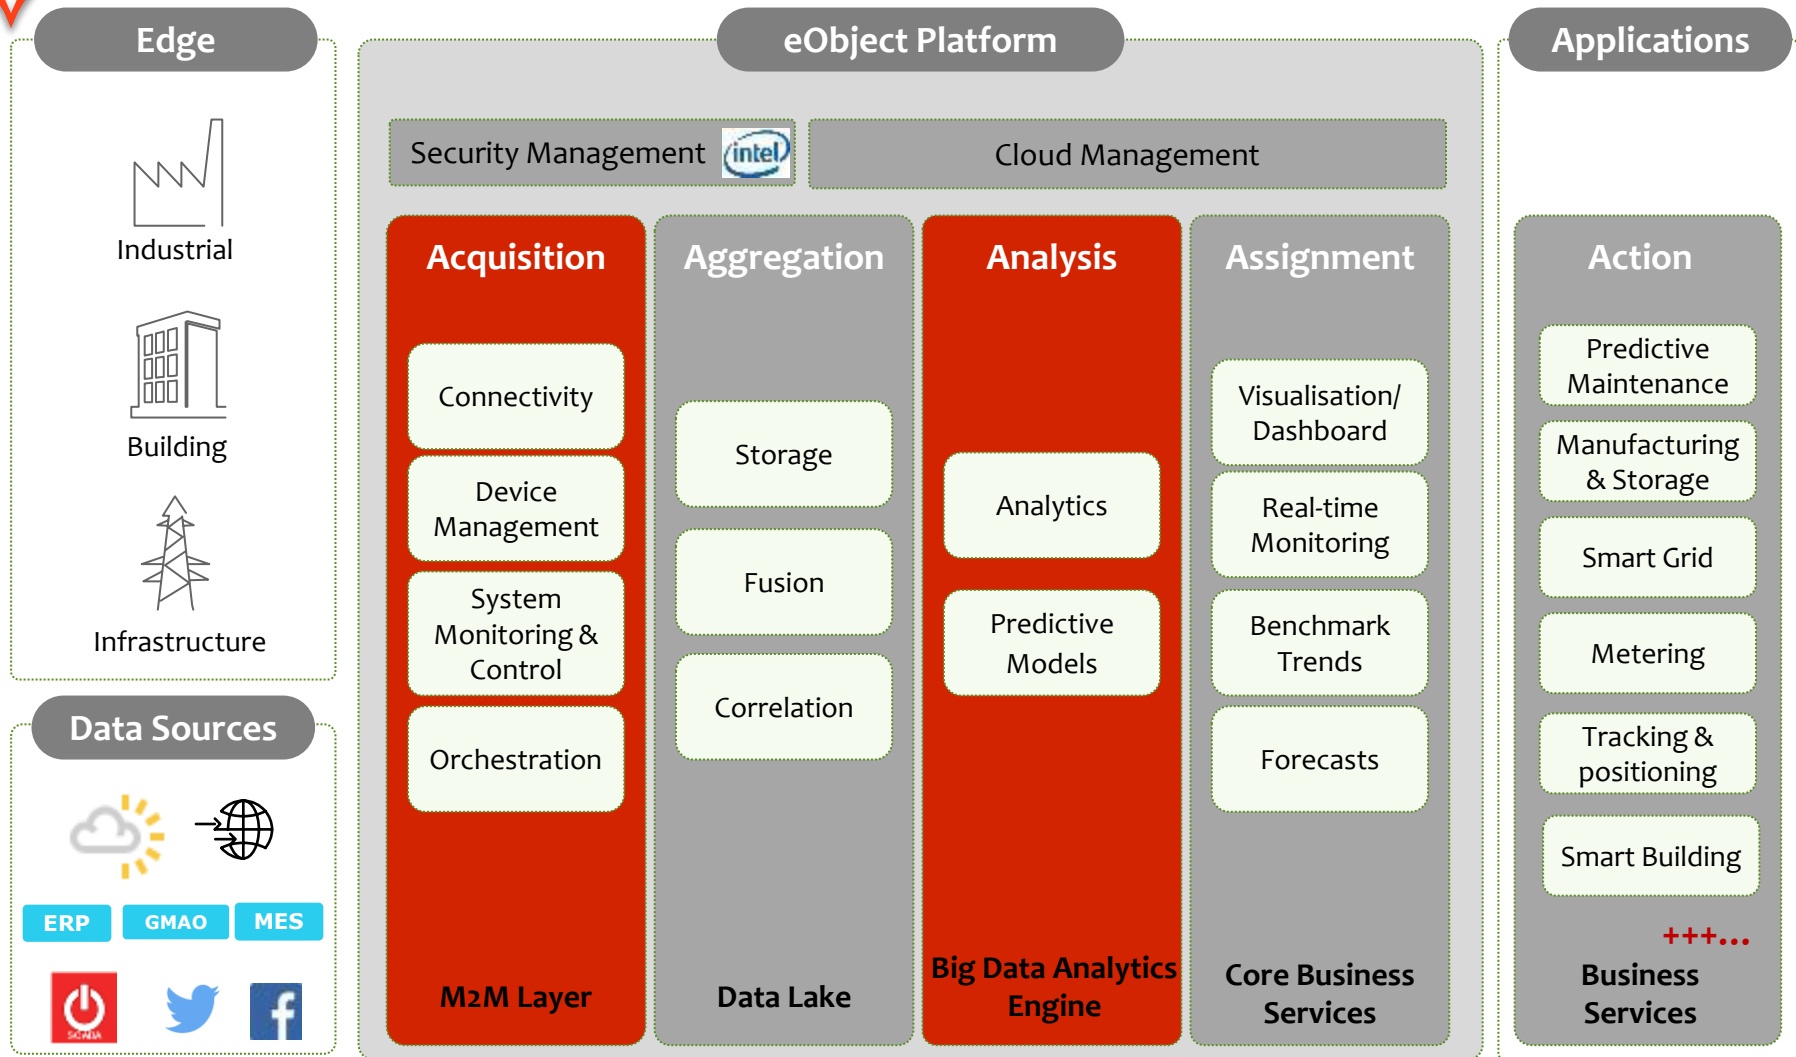 Edge
Industrial
Building
Infrastructure
Data Sources
ERP
GMAO
MES
SCADA
eObject Platform
Security Management
intel
Cloud Management
Acquisition
Connectivity
Device
Management
System
Monitoring &
Control
Orchestration
M2M Layer
Aggregation
Storage
Fusion
Correlation
Data Lake
Analysis
Analytics
Predictive
Models
Big Data Analytics
Engine
Assignment
Visualisation/
Dashboard
Real-time
Monitoring
Benchmark
Trends
Forecasts
Core Business
Services
Applications
Action
Predictive
Maintenance
Manufacturing
& Storage
Smart Grid
Metering
Tracking &
positioning
Smart Building
+++...
Business
Services